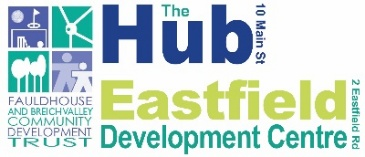 The
Hub
10 Main St
Eastfield
Development Centre
2 Eastfield Rd
FAULDHOUSE
AND BREICH VALLEY
COMMUNITY
DEVELOPMENT
TRUST